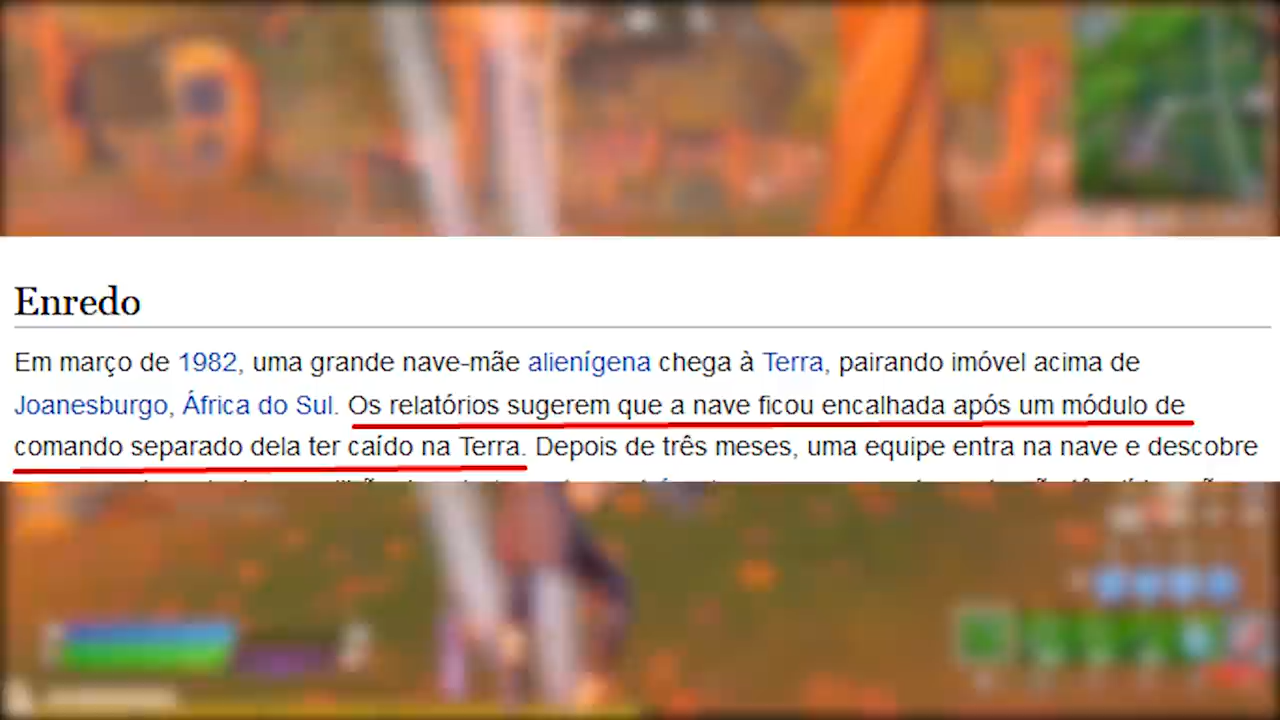 Enredo
Em março de 1982, uma grande nave-mãe alienígena chega à Terra, pairando imóvel acima de
Joanesburgo, África do Sul. Os relatórios sugerem que a nave ficou encalhada após um módulo de
comando separado dela ter caído na Terra. Depois de três meses, uma equipe entra na nave e descobre